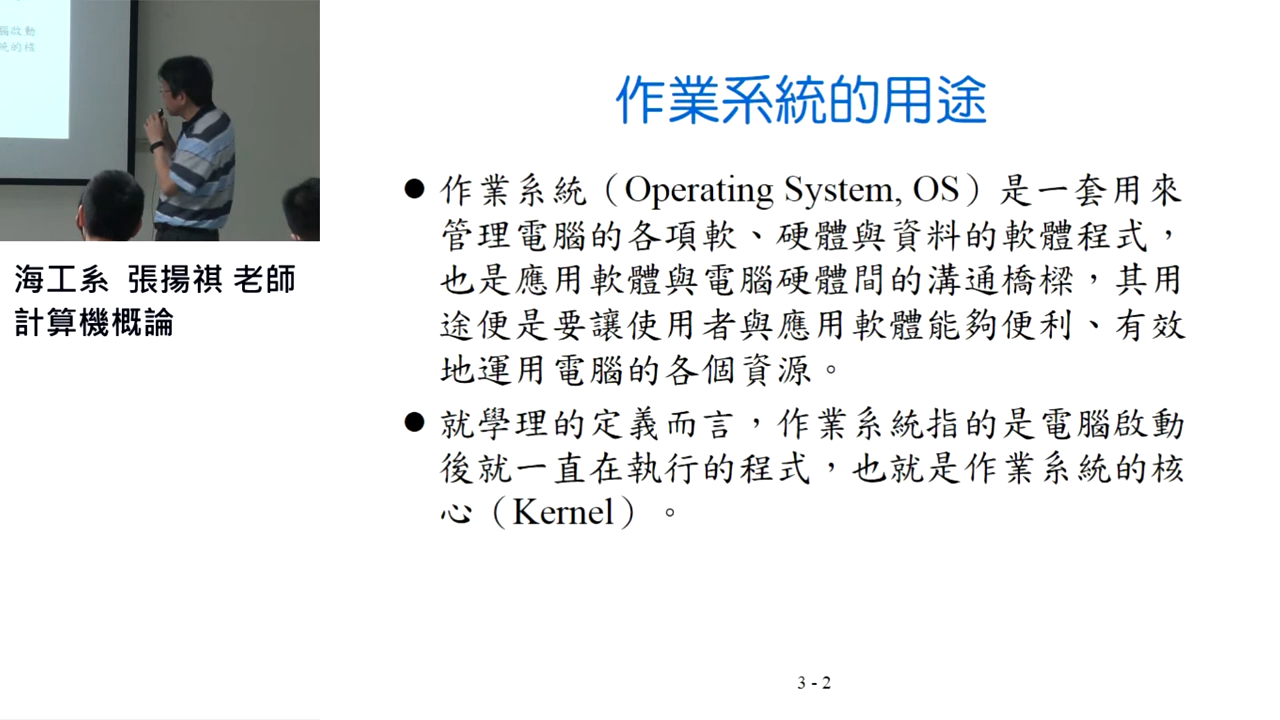 腦啟動
統的核
海工系 張揚祺 老師
計算機概論
作業系統的用途
● 作業系統（Operating System, OS）是一套用來
管理電腦的各項軟、硬體與資料的軟體程式，
也是應用軟體與電腦硬體間的溝通橋樑，其用
途便是要讓使用者與應用軟體能夠便利、有效
地運用電腦的各個資源。
● 就學理的定義而言，作業系統指的是電腦啟動
後就一直在執行的程式，也就是作業系統的核
心（Kernel）。
3 - 2